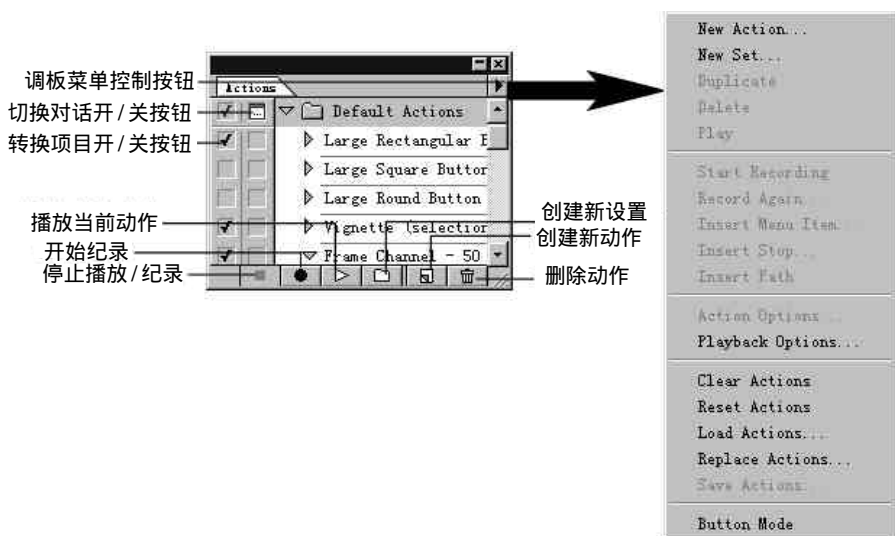 调板菜单控制按钮
切换对话开/关按钮
转换项目开/关按钮
播放当前动作
开始纪录
停止播放/纪录
Actions
Default Actions
Large Rectangular B
Large Square Button
Large Round Button
Vignette (selection
Frame Channel - 50
创建新设置
创建新动作
删除动作
New Action...
New Set...
Duplicate
Delete
Play
Start Recording
Record Again...
Insert Menu Item...
Insert Stop...
Insert Path
Action Options...
Playback Options...
Clear Actions
Reset Actions
Load Actions...
Replace Actions...
Save Actions...
Button Mode